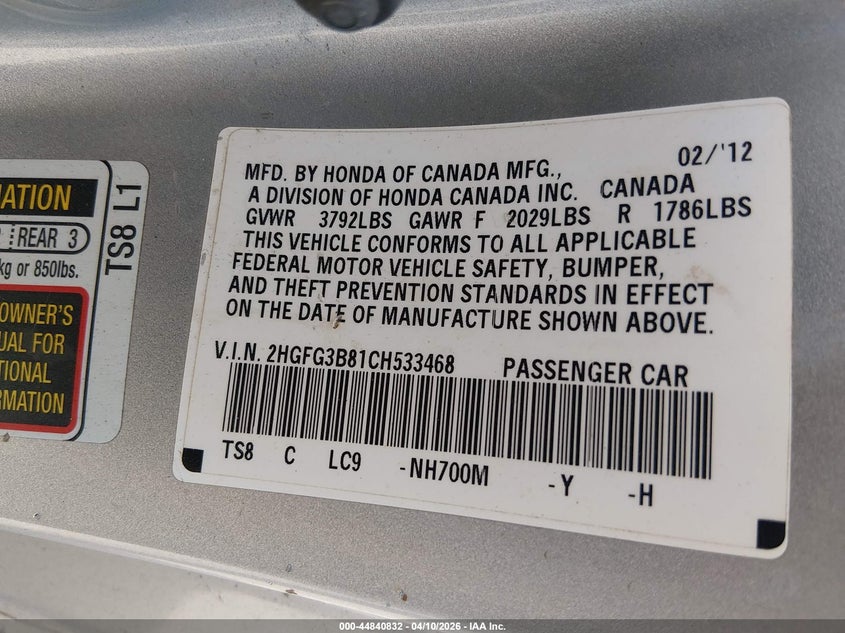 MATION
REAR 3
kg or 850lbs.
OWNER'S
UAL FOR
TIONAL
RMATION
TS8 L1
02/'12
MFD. BY HONDA OF CANADA MFG.,
A DIVISION OF HONDA CANADA INC. CANADA
GVWR 3792LBS GAWR F 2029LBS R 1786LBS
THIS VEHICLE CONFORMS TO ALL APPLICABLE
FEDERAL MOTOR VEHICLE SAFETY, BUMPER,
AND THEFT PREVENTION STANDARDS IN EFFECT
ON THE DATE OF MANUFACTURE SHOWN ABOVE.
V.I.N. 2HGFG3B81CH533468 PASSENGER CAR
TS8 C LC9 -NH700M -Y -H
000-44840832 - 04/10/2026 - IAA Inc.